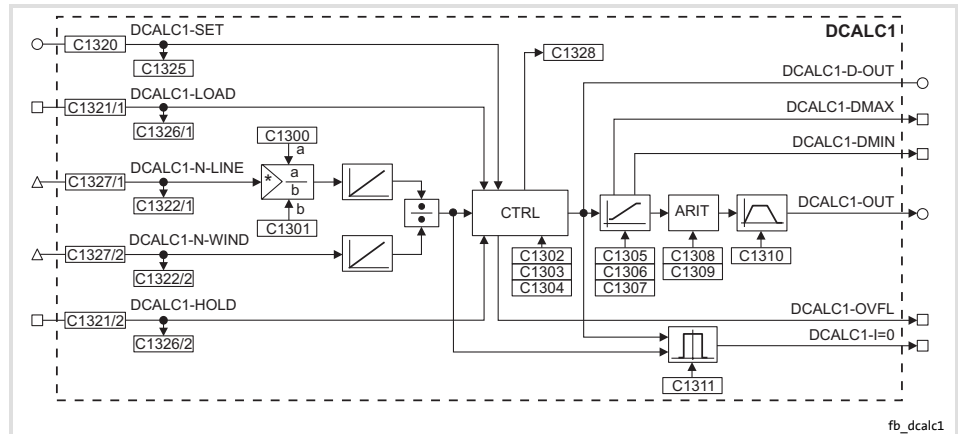 DCALC1-SET
DCALC1
C1320
C1328
C1325
DCALC1-D-OUT
DCALC1-LOAD
DCALC1-DMAX
C1321/1
C1326/1
C1300
DCALC1-DMIN
a
DCALC1-N-LINE
* a
b
C1327/1
C1322/1
b
C1301
CTRL
ARIT
DCALC1-OUT
DCALC1-N-WIND
C1327/2
C1322/2
C1302
C1303
C1304
C1305
C1306
C1307
C1308
C1309
C1310
DCALC1-HOLD
C1321/2
C1326/2
DCALC1-OVFL
DCALC1-I=0
C1311
fb_dcalc1